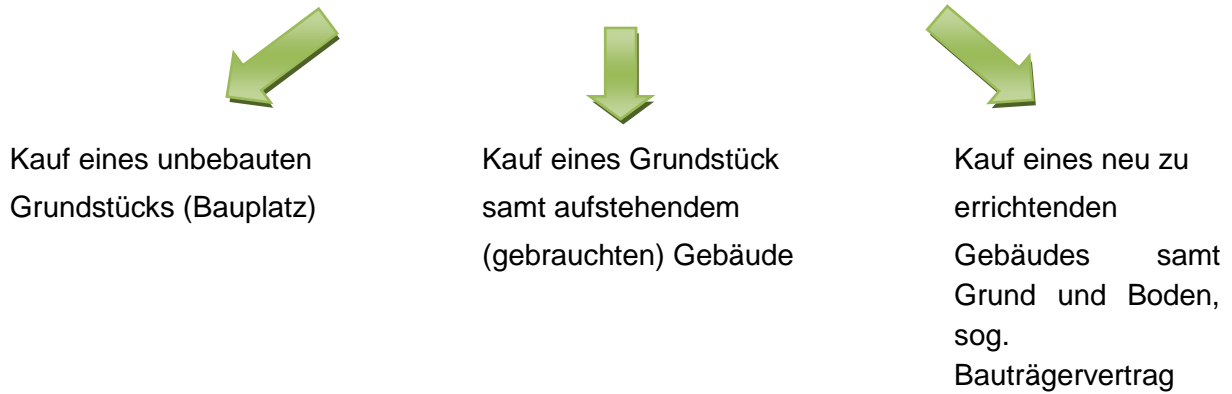 Kauf eines unbebauten
Grundstücks (Bauplatz)
Kauf eines Grundstück
samt aufstehendem
(gebrauchten) Gebäude
Kauf eines neu zu
errichtenden
Gebäudes samt
Grund und Boden,
sog.
Bauträgervertrag